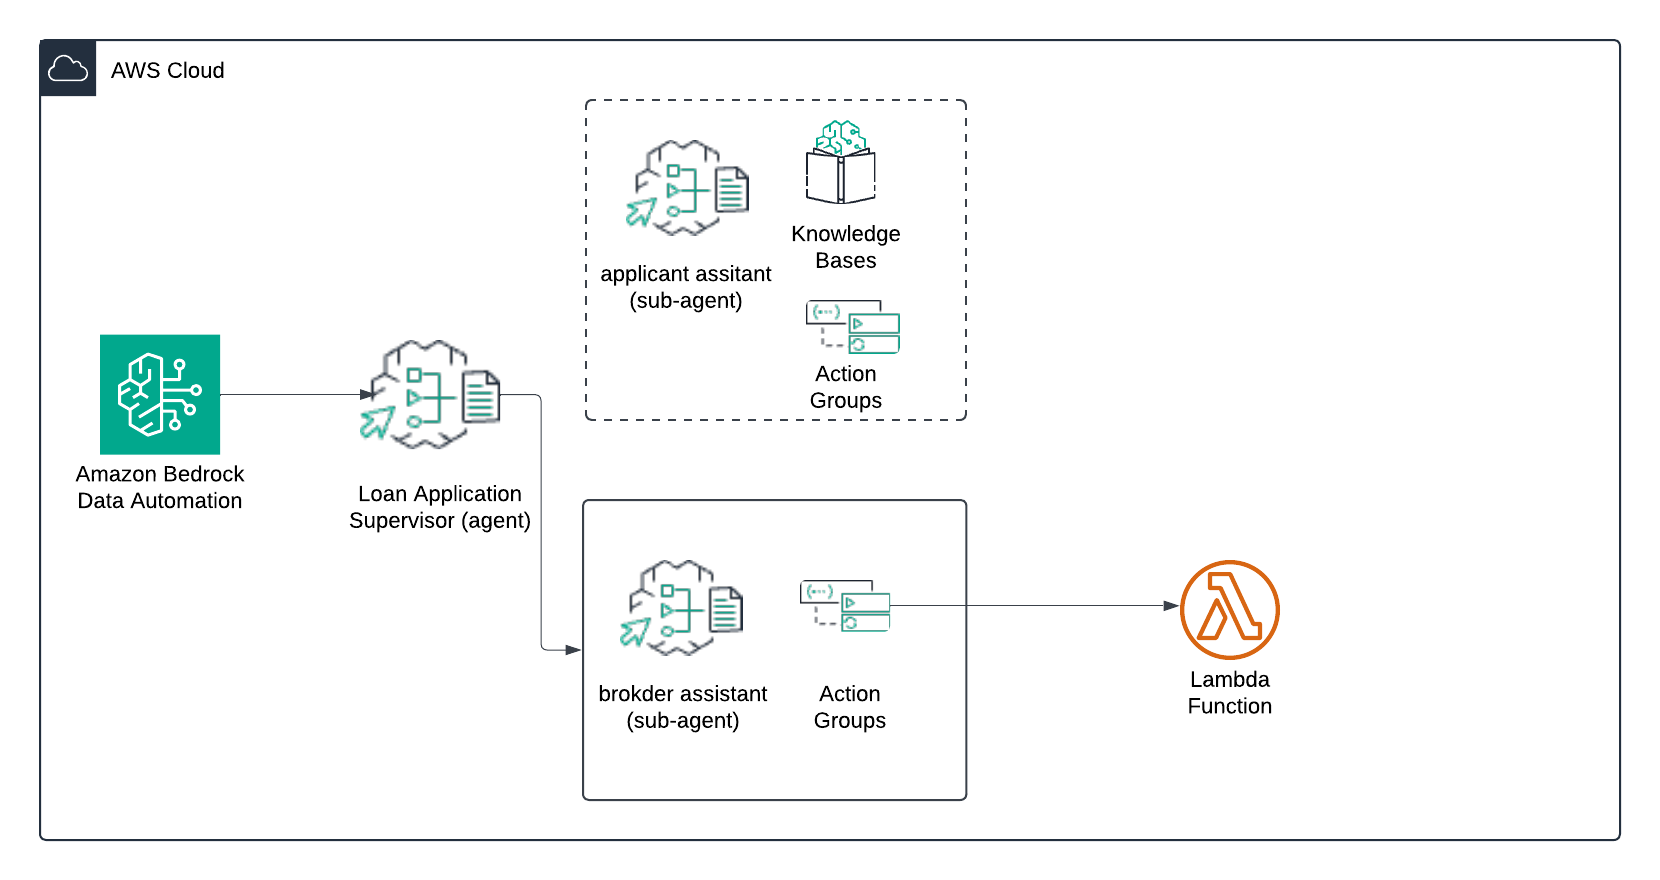 AWS Cloud
Knowledge
Bases
applicant assitant
(sub-agent)
Action
Groups
Amazon Bedrock
Data Automation
Loan Application
Supervisor (agent)
brokder assistant
(sub-agent)
Action
Groups
Lambda
Function